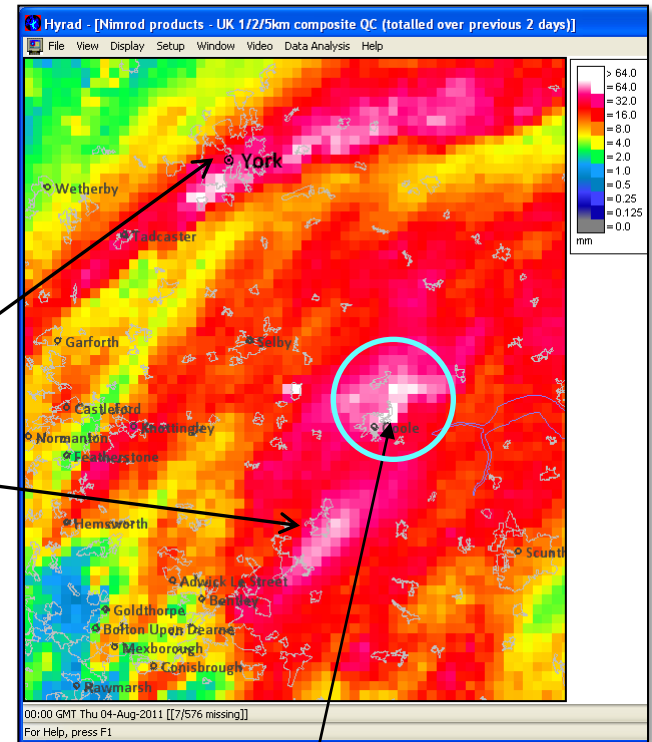 Hyrad - [Nimrod products - UK 1/2/5km composite QC (totalled over previous 2 days)]
File View Display Setup Window Video Data Analysis Help
> 64.0
= 64.0
= 32.0
= 16.0
= 8.0
= 4.0
= 2.0
= 1.0
= 0.5
= 0.25
= 0.125
= 0.0
mm
York
Wetherby
Tadcaster
Garforth
Selby
Castleford
Knottingley
Goole
Normanton
Featherstone
Hemsworth
Scunth
Adwick Le Street
Bentley
Goldthorpe
Bolton Upon Dearne
Mexborough
Conisbrough
Rawmarsh
00:00 GMT Thu 04-Aug-2011 [[7/576 missing]]
For Help, press F1